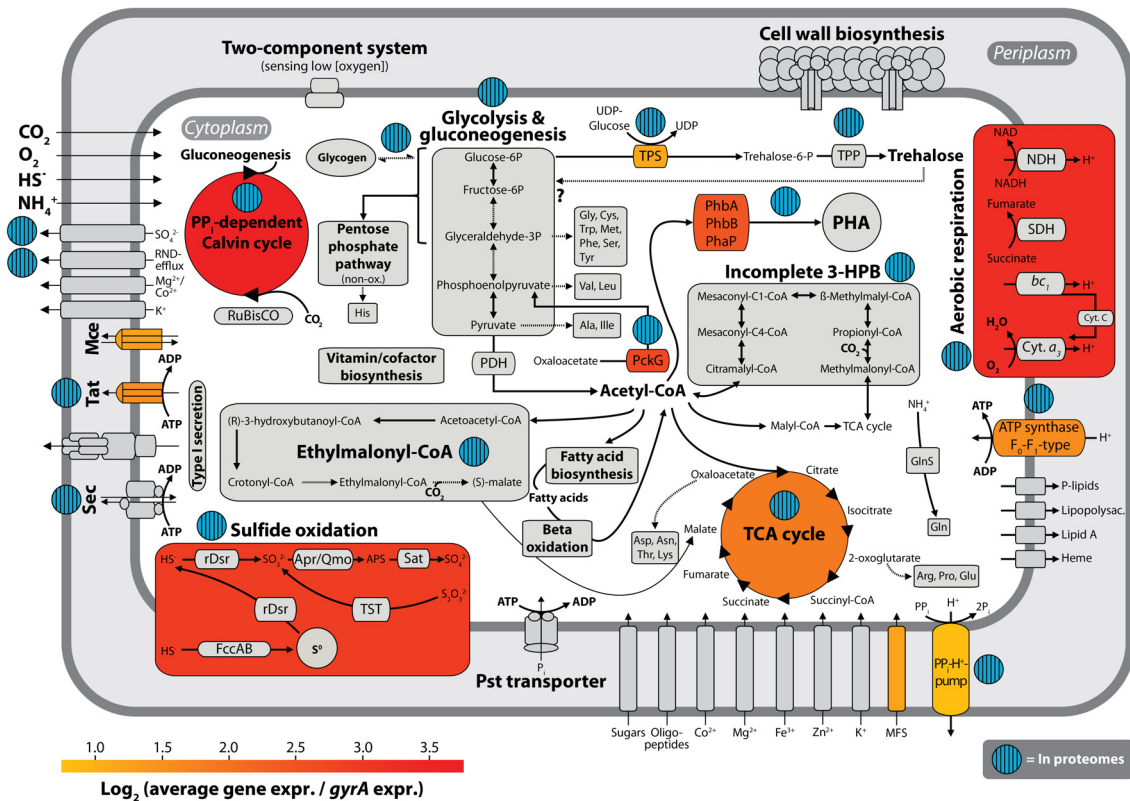 Two-component system
(sensing low [oxygen])
Cell wall biosynthesis
Periplasm
Cytoplasm
CO2
O2
HS-
NH4+
SO42-
RND-
efflux
Mg2+/
Co2+
K+
Gluconeogenesis
PPi-dependent
Calvin cycle
RuBisCO
CO2
Glycogen
Pentose
phosphate
pathway
(non-ox.)
His
Vitamin/cofactor
biosynthesis
Glycolysis &
gluconeogenesis
Glucose-6P
Fructose-6P
Glyceraldehyde-3P
Phosphoenolpyruvate
Pyruvate
PDH
Gly, Cys,
Trp, Met,
Phe, Ser,
Tyr
Val, Leu
Ala, Ille
UDP-
Glucose
UDP
TPS
Trehalose-6-P
TPP
Trehalose
?
PhbA
PhbB
PhaP
PHA
Oxaloacetate
PckG
Acetyl-CoA
Incomplete 3-HPB
Mesaconyl-C1-CoA
ß-Methylmalyl-CoA
Mesaconyl-C4-CoA
Propionyl-CoA
CO2
Citramalyl-CoA
Methylmalonyl-CoA
Malyl-CoA
TCA cycle
Aerobic respiration
NAD
NDH
H+
NADH
Fumarate
SDH
Succinate
bc1
H+
Cyt. C
H2O
Cyt. a3
H+
O2
ATP
ATP synthase
F0-F1-type
H+
ADP
P-lipids
Lipopolysac.
Lipid A
Heme
NH4+
GlnS
Gln
Mce
ADP
Tat
ATP
Type I secretion
Sec
ADP
ATP
(R)-3-hydroxybutanoyl-CoA
Acetoacetyl-CoA
Ethylmalonyl-CoA
Crotonyl-CoA
Ethylmalonyl-CoA
CO2
(S)-malate
Fatty acid
biosynthesis
Fatty acids
Beta
oxidation
TCA cycle
Oxaloacetate
Citrate
Isocitrate
2-oxoglutarate
Succinyl-CoA
Succinate
Fumarate
Malate
Asp, Asn,
Thr, Lys
Arg, Pro, Glu
Sulfide oxidation
HS-
rDsr
SO32-
Apr/Qmo
APS
Sat
SO42-
S2O32-
rDsr
TST
HS-
FccAB
S0
ATP
ADP
Pi
Pst transporter
PPi
H+
2Pi
PPi-H+-
pump
Sugars
Oligo-
peptides
Co2+
Mg2+
Fe3+
Zn2+
K+
MFS
= In proteomes
1.0 1.5 2.0 2.5 3.0 3.5
Log2 (average gene expr. / gyrA expr.)